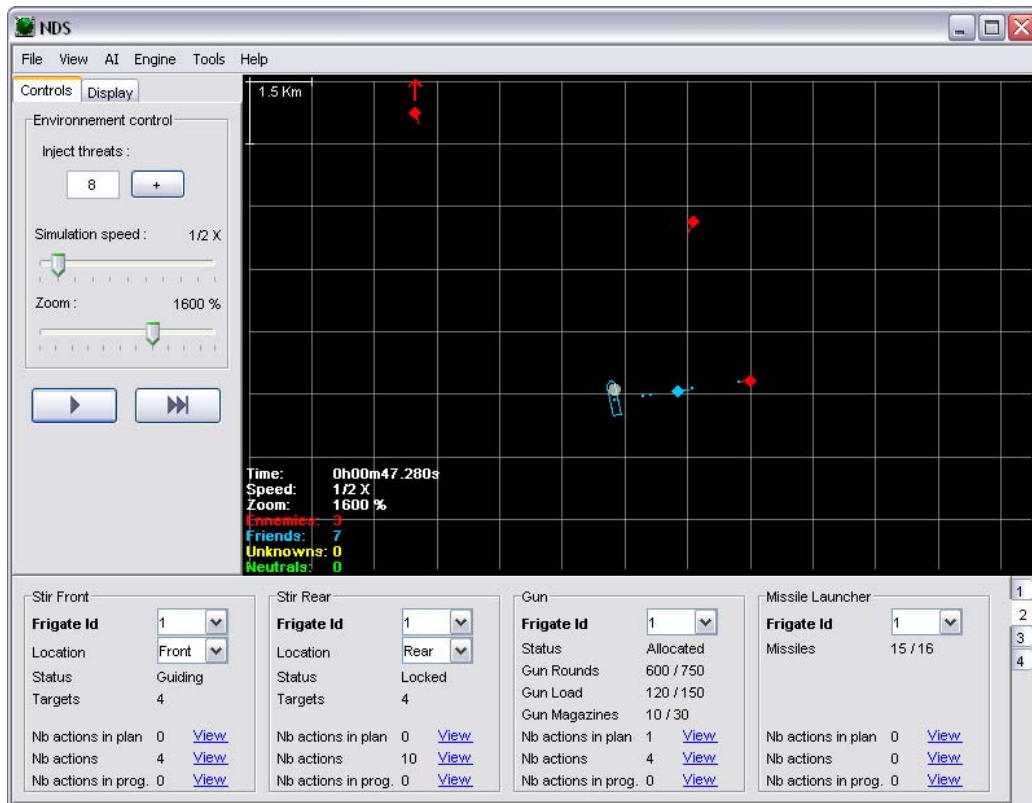 NDS
File View AI Engine Tools Help
Controls Display
Environnement control
Inject threats :
8 +
Simulation speed : 1/2 X
Zoom : 1600 %
1.5 Km
Time: 0h00m47.280s
Speed: 1/2 X
Zoom: 1600 %
Ennemies: 3
Friends: 7
Unknowns: 0
Neutrals: 0
Stir Front
Frigate Id 1
Location Front
Status Guiding
Targets 4
Nb actions in plan 0 View
Nb actions 4 View
Nb actions in prog. 0 View
Stir Rear
Frigate Id 1
Location Rear
Status Locked
Targets 4
Nb actions in plan 0 View
Nb actions 10 View
Nb actions in prog. 0 View
Gun
Frigate Id 1
Status Allocated
Gun Rounds 600 / 750
Gun Load 120 / 150
Gun Magazines 10 / 30
Nb actions in plan 1 View
Nb actions 4 View
Nb actions in prog. 0 View
Missile Launcher
Frigate Id 1
Missiles 15 / 16
Nb actions in plan 0 View
Nb actions 0 View
Nb actions in prog. 0 View
1
2
3
4